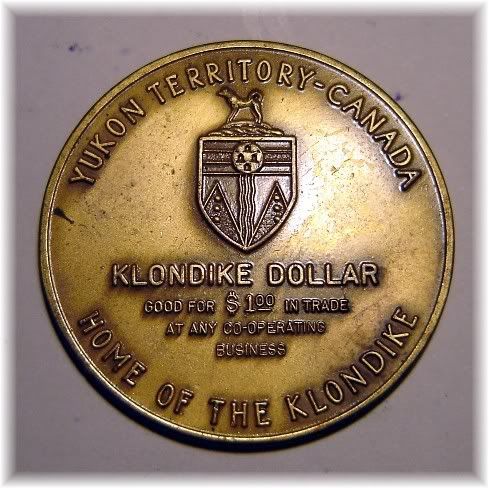 YUKON TERRITORY-CANADA
KLONDIKE DOLLAR
GOOD FOR $1.00 IN TRADE
AT ANY CO-OPERATING
BUSINESS
HOME OF THE KLONDIKE